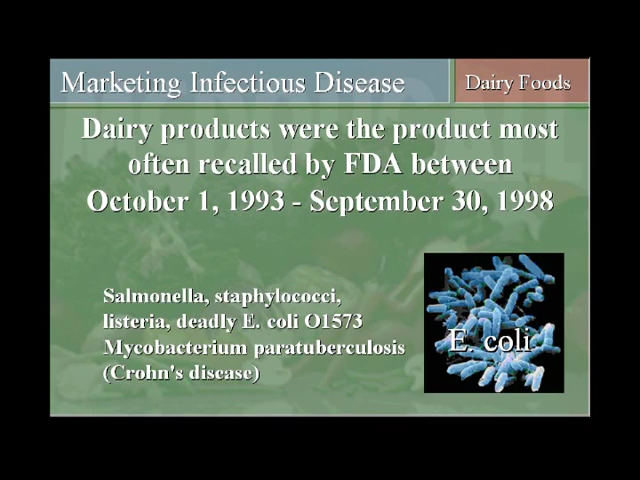 Marketing Infectious Disease
Dairy Foods
Dairy products were the product most
often recalled by FDA between
October 1, 1993 - September 30, 1998
Salmonella, staphylococci,
listeria, deadly E. coli O1573
Mycobacterium paratuberculosis
(Crohn's disease)
E. coli